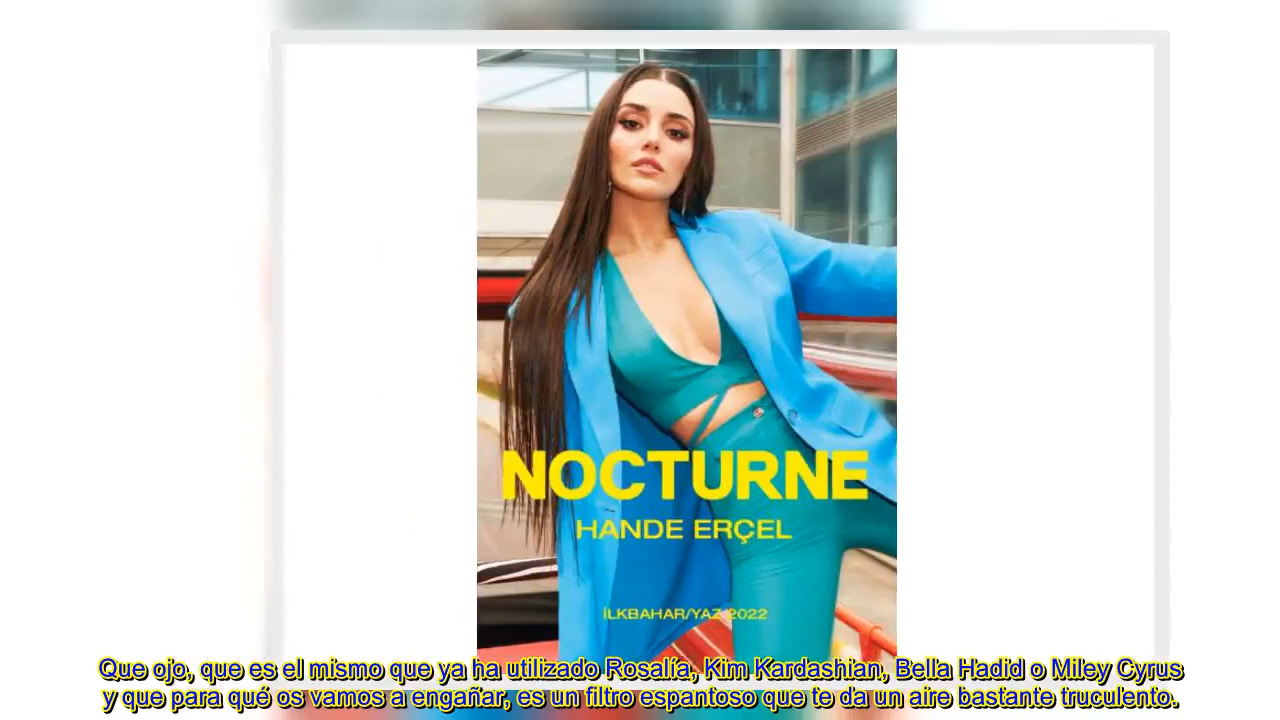 NOCTURNE
HANDE ERÇEL
İLKBAHAR/YAZ 2022
Que ojo, que es el mismo que ya ha utilizado Rosalía, Kim Kardashian, Bella Hadid o Miley Cyrus
y que para qué os vamos a engañar, es un filtro espantoso que te da un aire bastante truculento.